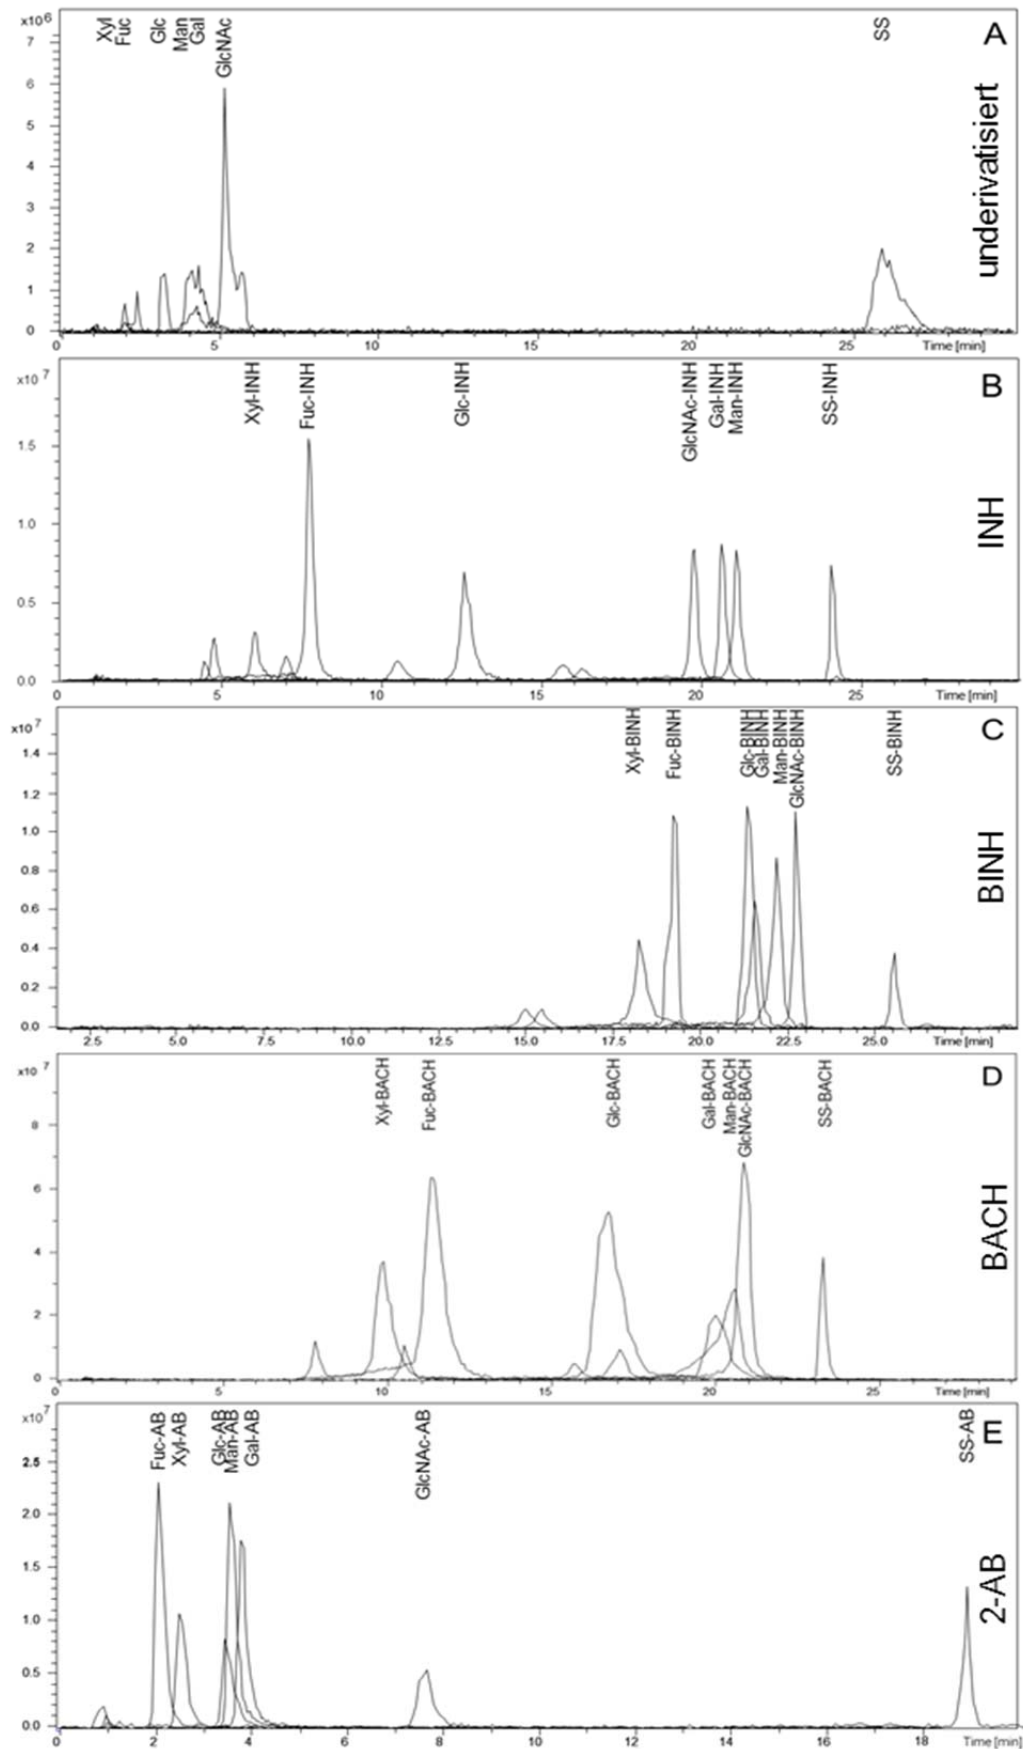 x10⁶
Xyl
Fuc
Glc
Man
Gal
GlcNAc
SS
A
underivatisiert
7
6
5
4
3
2
1
0
0 5 10 15 20 25 Time [min]
x10⁷
Xyl-INH
Fuc-INH
Glc-INH
GlcNAc-INH
Gal-INH
Man-INH
SS-INH
B
INH
1.5
1.0
0.5
0.0
0 5 10 15 20 25 Time [min]
x10⁷
Xyl-BINH
Fuc-BINH
Glc-BINH
Gal-BINH
Man-BINH
GlcNAc-BINH
SS-BINH
C
BINH
1.4
1.2
1.0
0.8
0.6
0.4
0.2
0.0
2.5 5.0 7.5 10.0 12.5 15.0 17.5 20.0 22.5 25.0 Time [min]
x10⁷
Xyl-BACH
Fuc-BACH
Glc-BACH
Gal-BACH
Man-BACH
GlcNAc-BACH
SS-BACH
D
BACH
8
6
4
2
0
0 5 10 15 20 25 Time [min]
x10⁷
Fuc-AB
Xyl-AB
Glc-AB
Man-AB
Gal-AB
GlcNAc-AB
SS-AB
E
2-AB
2.5
2.0
1.5
1.0
0.5
0.0
0 2 4 6 8 10 12 14 16 18 Time [min]